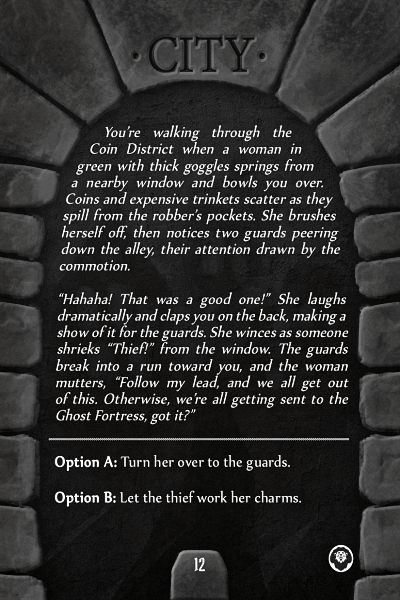 · CITY ·
You're walking through the
Coin District when a woman in
green with thick goggles springs from
a nearby window and bowls you over.
Coins and expensive trinkets scatter as they
spill from the robber's pockets. She brushes
herself off, then notices two guards peering
down the alley, their attention drawn by the
commotion.
“Hahaha! That was a good one!” She laughs
dramatically and claps you on the back, making a
show of it for the guards. She winces as someone
shrieks “Thief!” from the window. The guards
break into a run toward you, and the woman
mutters, “Follow my lead, and we all get out
of this. Otherwise, we're all getting sent to the
Ghost Fortress, got it?”
Option A: Turn her over to the guards.
Option B: Let the thief work her charms.
12